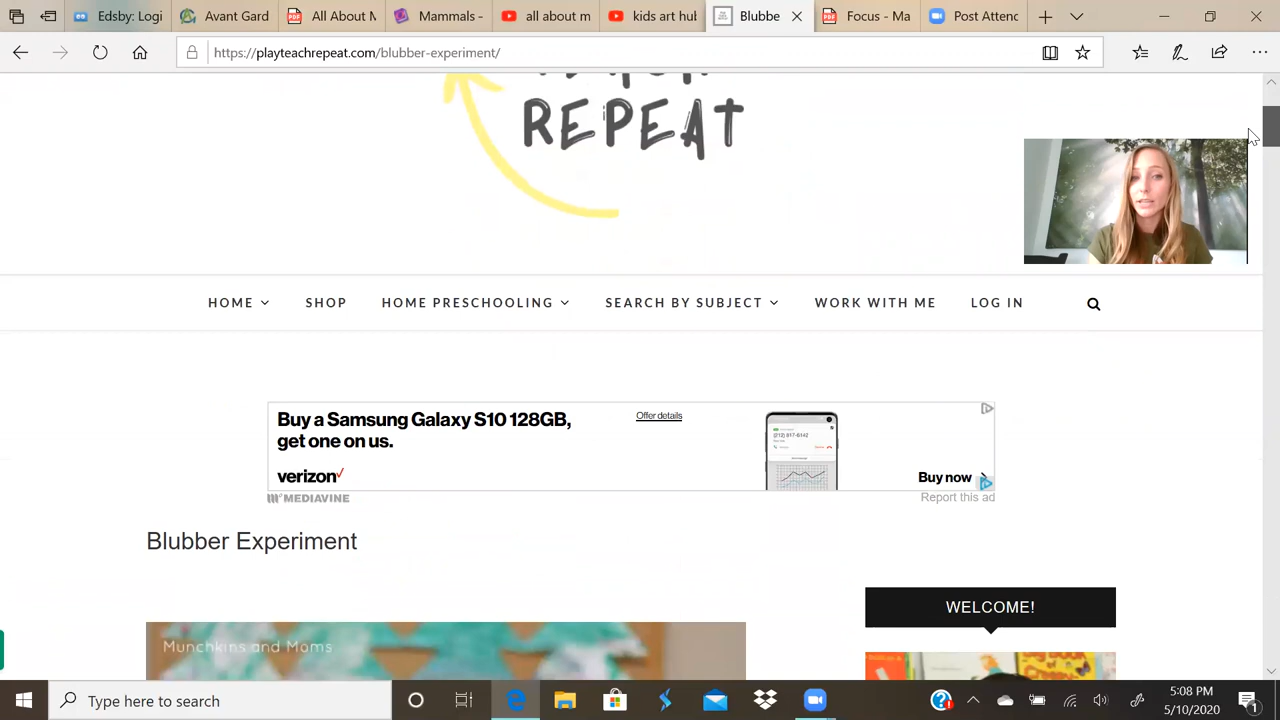 Edsby: Logi
Avant Gard
All About M
Mammals -
all about m
kids art hub
Blubbe
Focus - Ma
Post Attenc
https://playteachrepeat.com/blubber-experiment/
REPEAT
HOME
SHOP
HOME PRESCHOOLING
SEARCH BY SUBJECT
WORK WITH ME
LOG IN
Buy a Samsung Galaxy S10 128GB,
get one on us.
Offer details
verizon
Buy now
MEDIAVINE
Report this ad
Blubber Experiment
WELCOME!
Munchkins and Moms
Type here to search
5:08 PM
5/10/2020